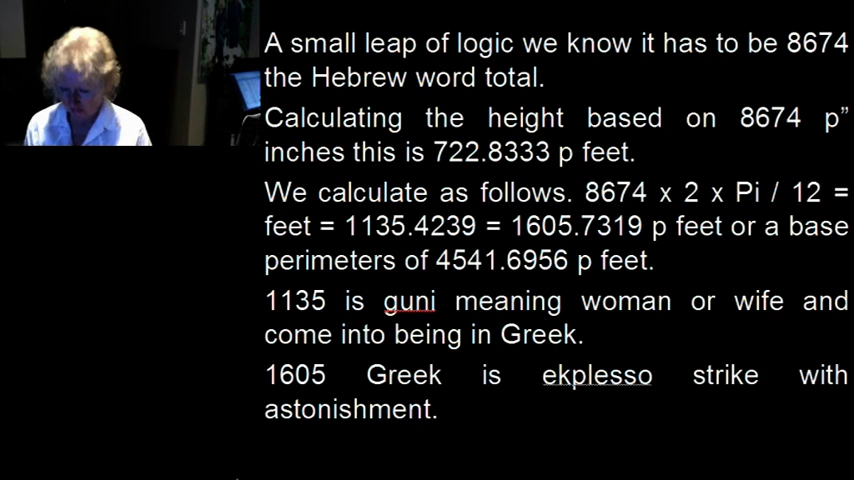 A small leap of logic we know it has to be 8674
the Hebrew word total.
Calculating the height based on 8674 p”
inches this is 722.8333 p feet.
We calculate as follows. 8674 x 2 x Pi / 12 =
feet = 1135.4239 = 1605.7319 p feet or a base
perimeters of 4541.6956 p feet.
1135 is guni meaning woman or wife and
come into being in Greek.
1605 Greek is ekplesso strike with
astonishment.